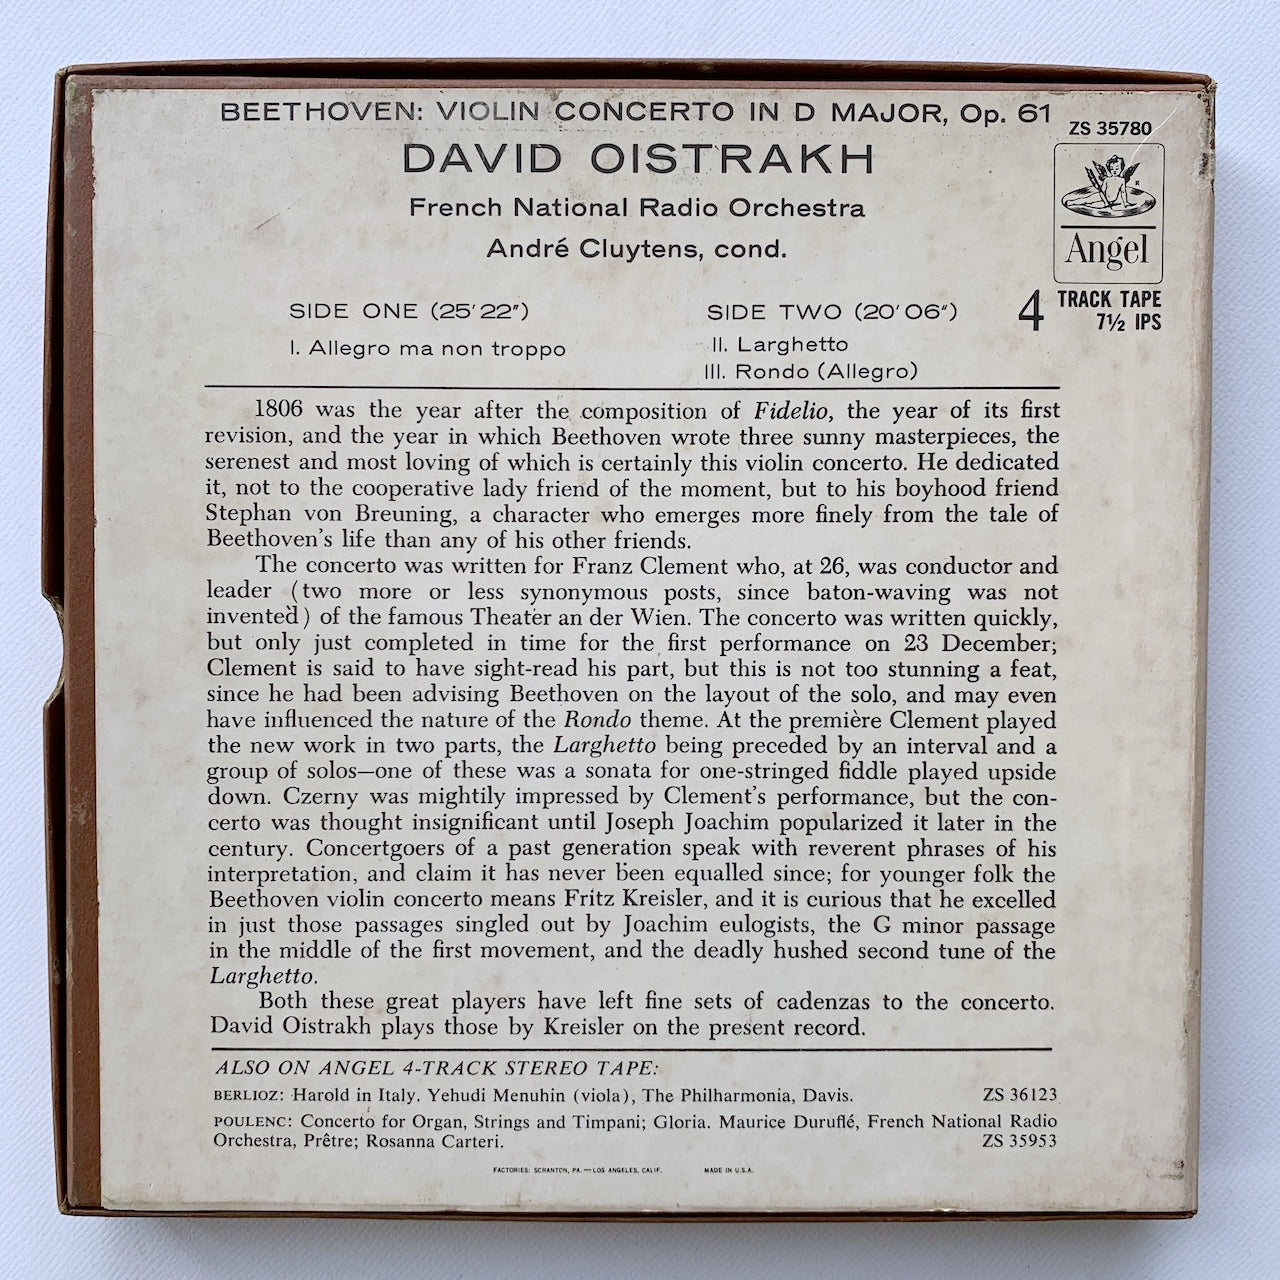 BEETHOVEN: VIOLIN CONCERTO IN D MAJOR, Op. 61
ZS 35780
DAVID OISTRAKH
French National Radio Orchestra
André Cluytens, cond.
Angel
4 TRACK TAPE
7½ IPS
SIDE ONE (25′22″)
I. Allegro ma non troppo
SIDE TWO (20′06″)
II. Larghetto
III. Rondo (Allegro)
1806 was the year after the composition of Fidelio, the year of its first
revision, and the year in which Beethoven wrote three sunny masterpieces, the
serenest and most loving of which is certainly this violin concerto. He dedicated
it, not to the cooperative lady friend of the moment, but to his boyhood friend
Stephan von Breuning, a character who emerges more finely from the tale of
Beethoven's life than any of his other friends.
The concerto was written for Franz Clement who, at 26, was conductor and
leader (two more or less synonymous posts, since baton-waving was not
invented) of the famous Theater an der Wien. The concerto was written quickly,
but only just completed in time for the first performance on 23 December;
Clement is said to have sight-read his part, but this is not too stunning a feat,
since he had been advising Beethoven on the layout of the solo, and may even
have influenced the nature of the Rondo theme. At the première Clement played
the new work in two parts, the Larghetto being preceded by an interval and a
group of solos—one of these was a sonata for one-stringed fiddle played upside
down. Czerny was mightily impressed by Clement's performance, but the con-
certo was thought insignificant until Joseph Joachim popularized it later in the
century. Concertgoers of a past generation speak with reverent phrases of his
interpretation, and claim it has never been equalled since; for younger folk the
Beethoven violin concerto means Fritz Kreisler, and it is curious that he excelled
in just those passages singled out by Joachim eulogists, the G minor passage
in the middle of the first movement, and the deadly hushed second tune of the
Larghetto.
Both these great players have left fine sets of cadenzas to the concerto.
David Oistrakh plays those by Kreisler on the present record.
ALSO ON ANGEL 4-TRACK STEREO TAPE:
BERLIOZ: Harold in Italy. Yehudi Menuhin (viola), The Philharmonia, Davis. ZS 36123
POULENC: Concerto for Organ, Strings and Timpani; Gloria. Maurice Duruflé, French National Radio
Orchestra, Prêtre; Rosanna Carteri. ZS 35953
FACTORIES: SCRANTON, PA.—LOS ANGELES, CALIF. MADE IN U.S.A.